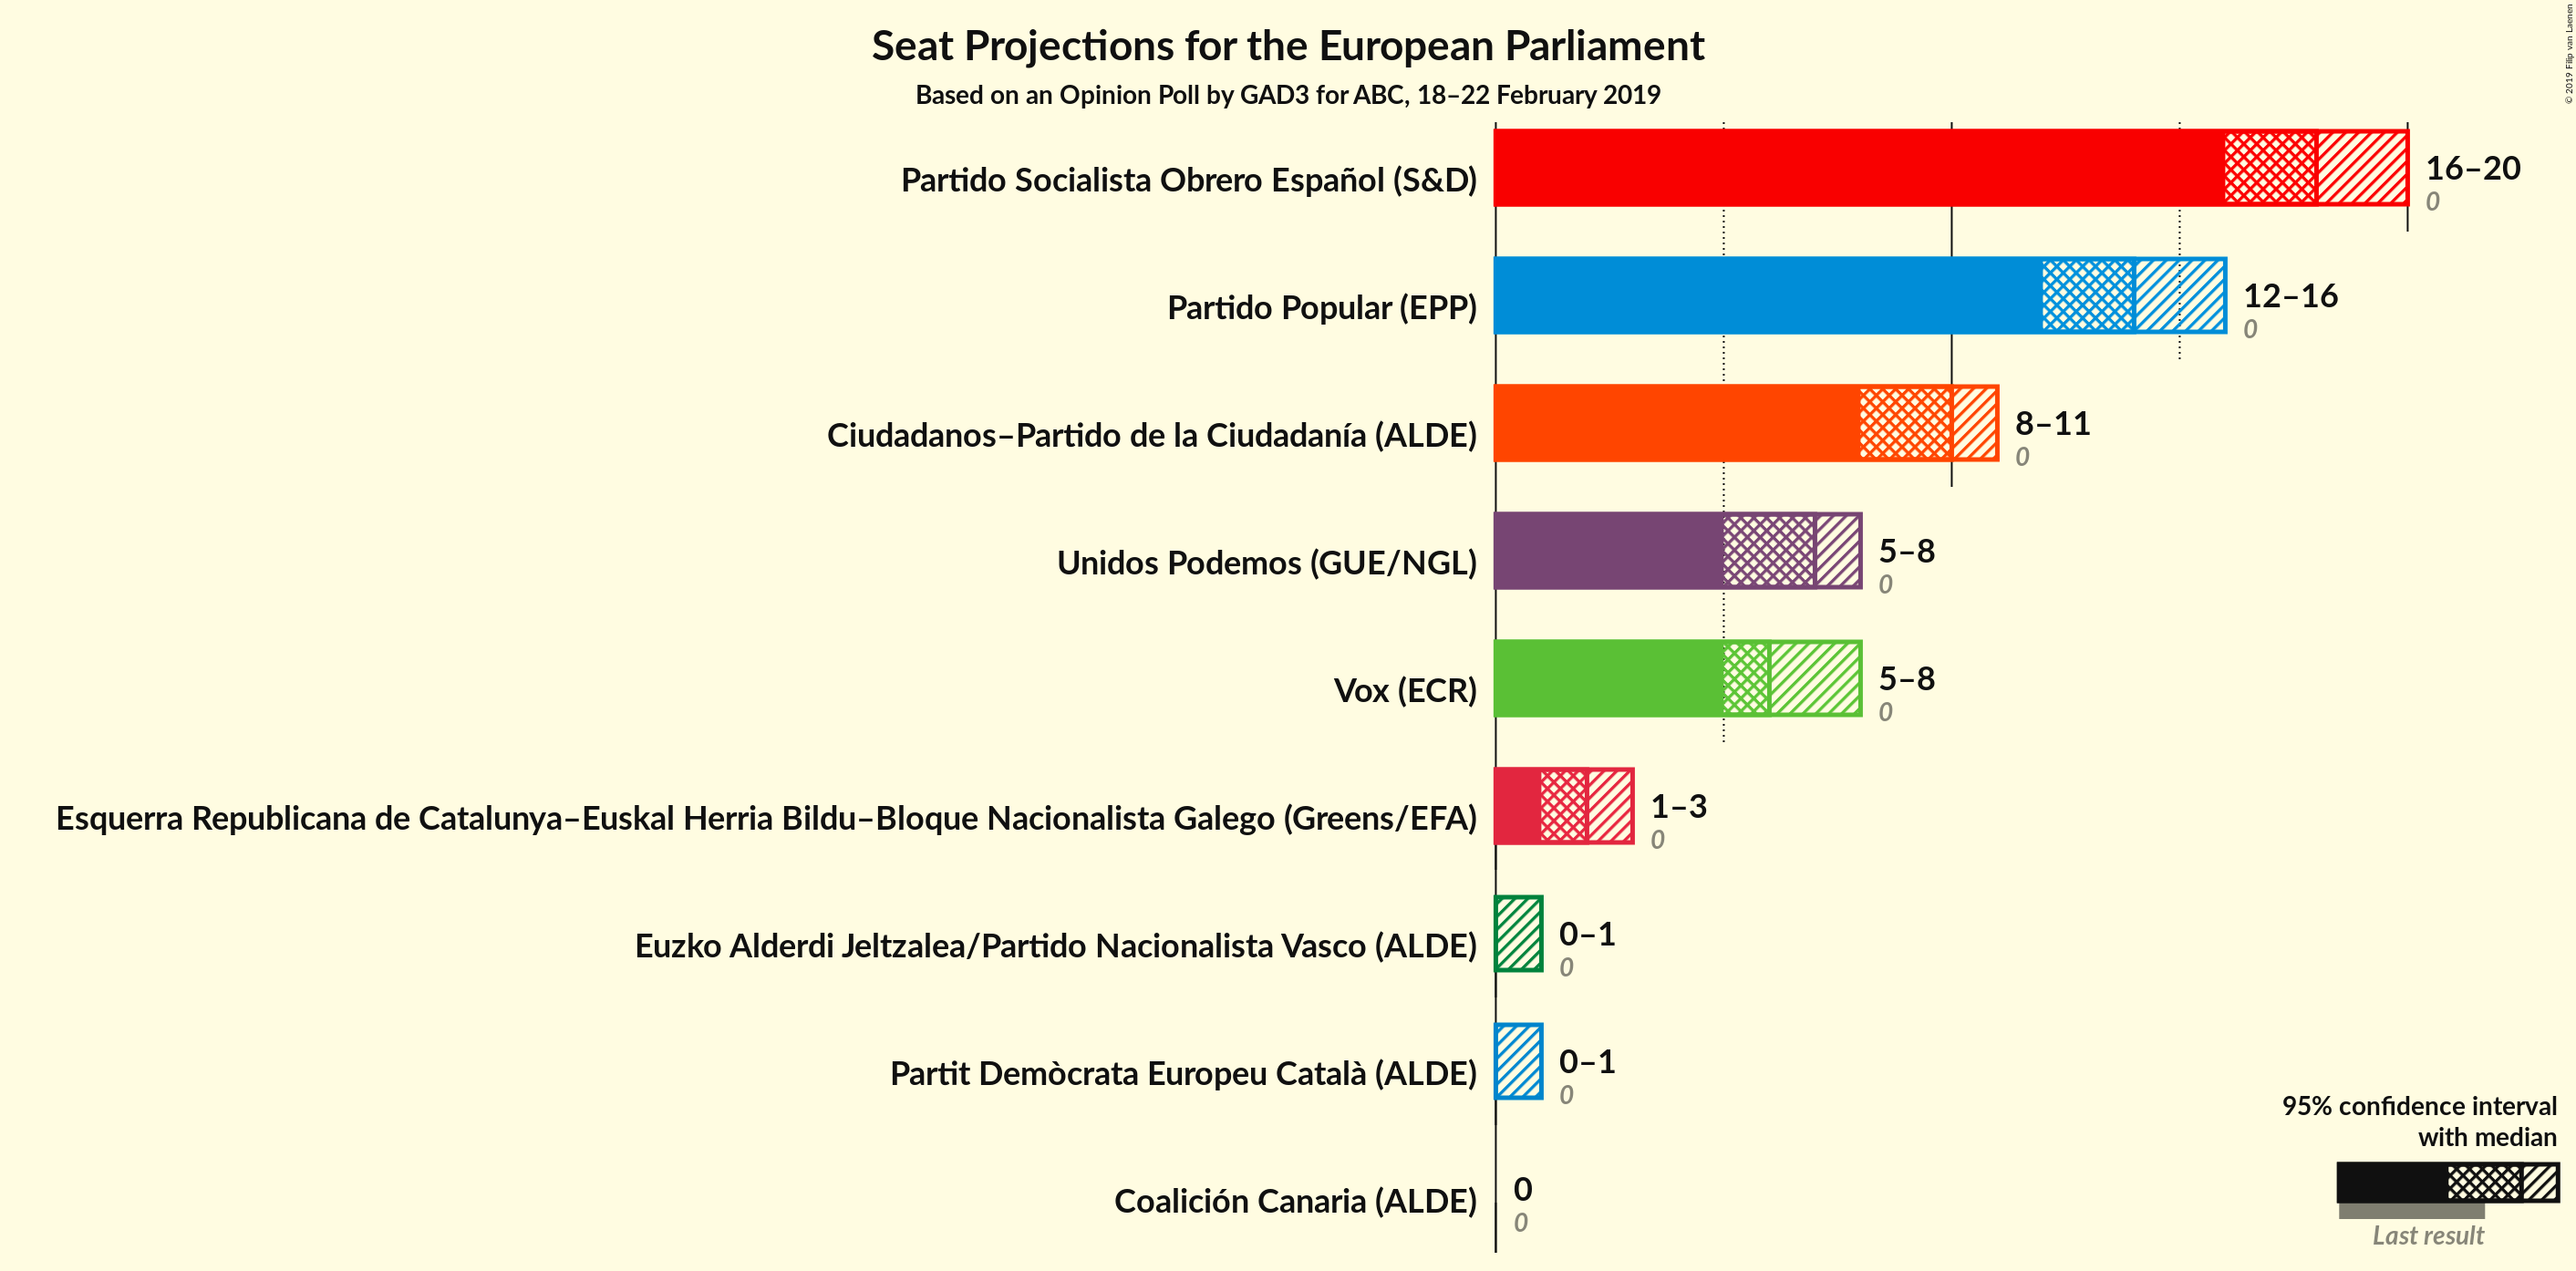 Seat Projections for the European Parliament
Based on an Opinion Poll by GAD3 for ABC, 18–22 February 2019
© 2019 Filip van Laenen
Partido Socialista Obrero Español (S&D)
16–20
0
Partido Popular (EPP)
12–16
0
Ciudadanos–Partido de la Ciudadanía (ALDE)
8–11
0
Unidos Podemos (GUE/NGL)
5–8
0
Vox (ECR)
5–8
0
Esquerra Republicana de Catalunya–Euskal Herria Bildu–Bloque Nacionalista Galego (Greens/EFA)
1–3
0
Euzko Alderdi Jeltzalea/Partido Nacionalista Vasco (ALDE)
0–1
0
Partit Demòcrata Europeu Català (ALDE)
0–1
0
Coalición Canaria (ALDE)
0
0
95% confidence interval
with median
Last result